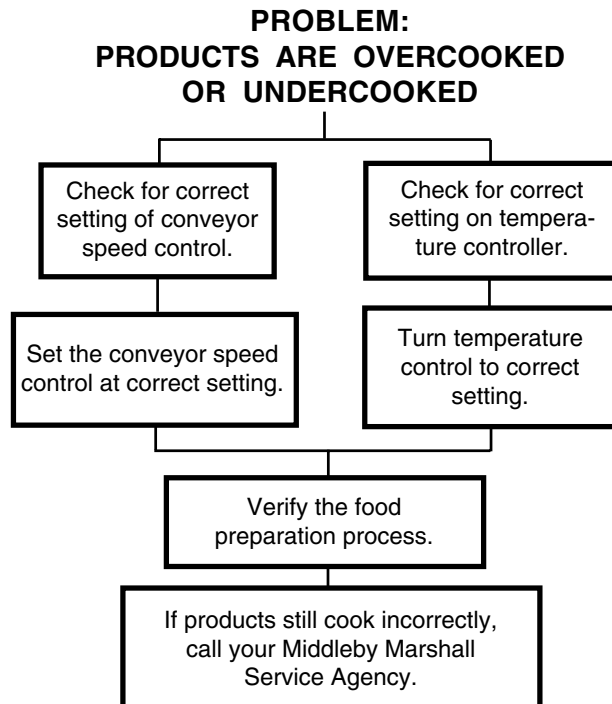 PROBLEM:
PRODUCTS ARE OVERCOOKED
OR UNDERCOOKED
Check for correct
setting of conveyor
speed control.
Check for correct
setting on tempera-
ture controller.
Set the conveyor speed
control at correct setting.
Turn temperature
control to correct
setting.
Verify the food
preparation process.
If products still cook incorrectly,
call your Middleby Marshall
Service Agency.